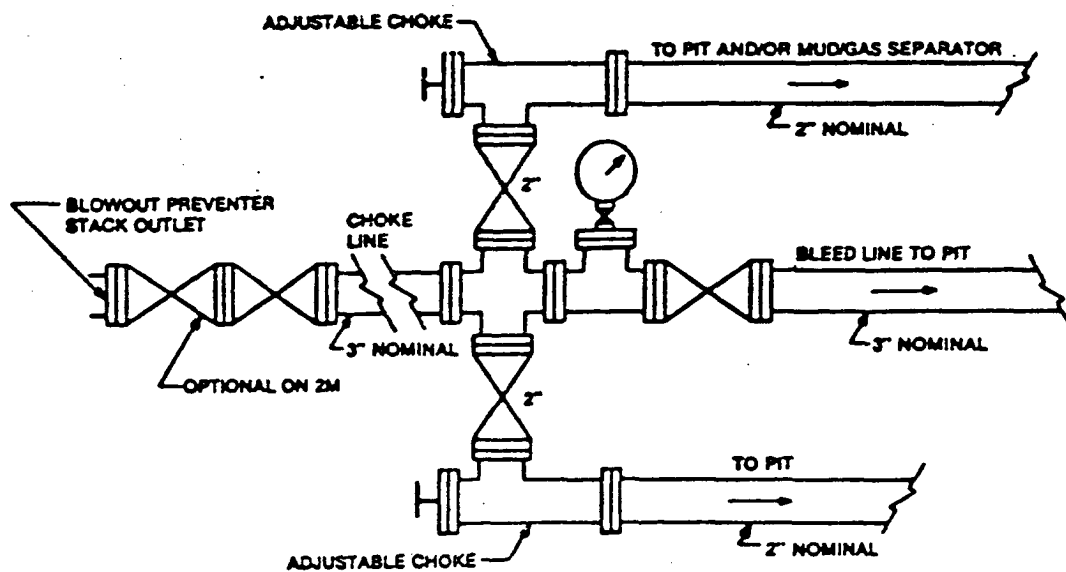 ADJUSTABLE CHOKE
TO PIT AND/OR MUD/GAS SEPARATOR
2" NOMINAL
2"
BLOWOUT PREVENTER
STACK OUTLET
CHOKE
LINE
BLEED LINE TO PIT
3" NOMINAL
3" NOMINAL
OPTIONAL ON 2M
2"
TO PIT
ADJUSTABLE CHOKE
2" NOMINAL